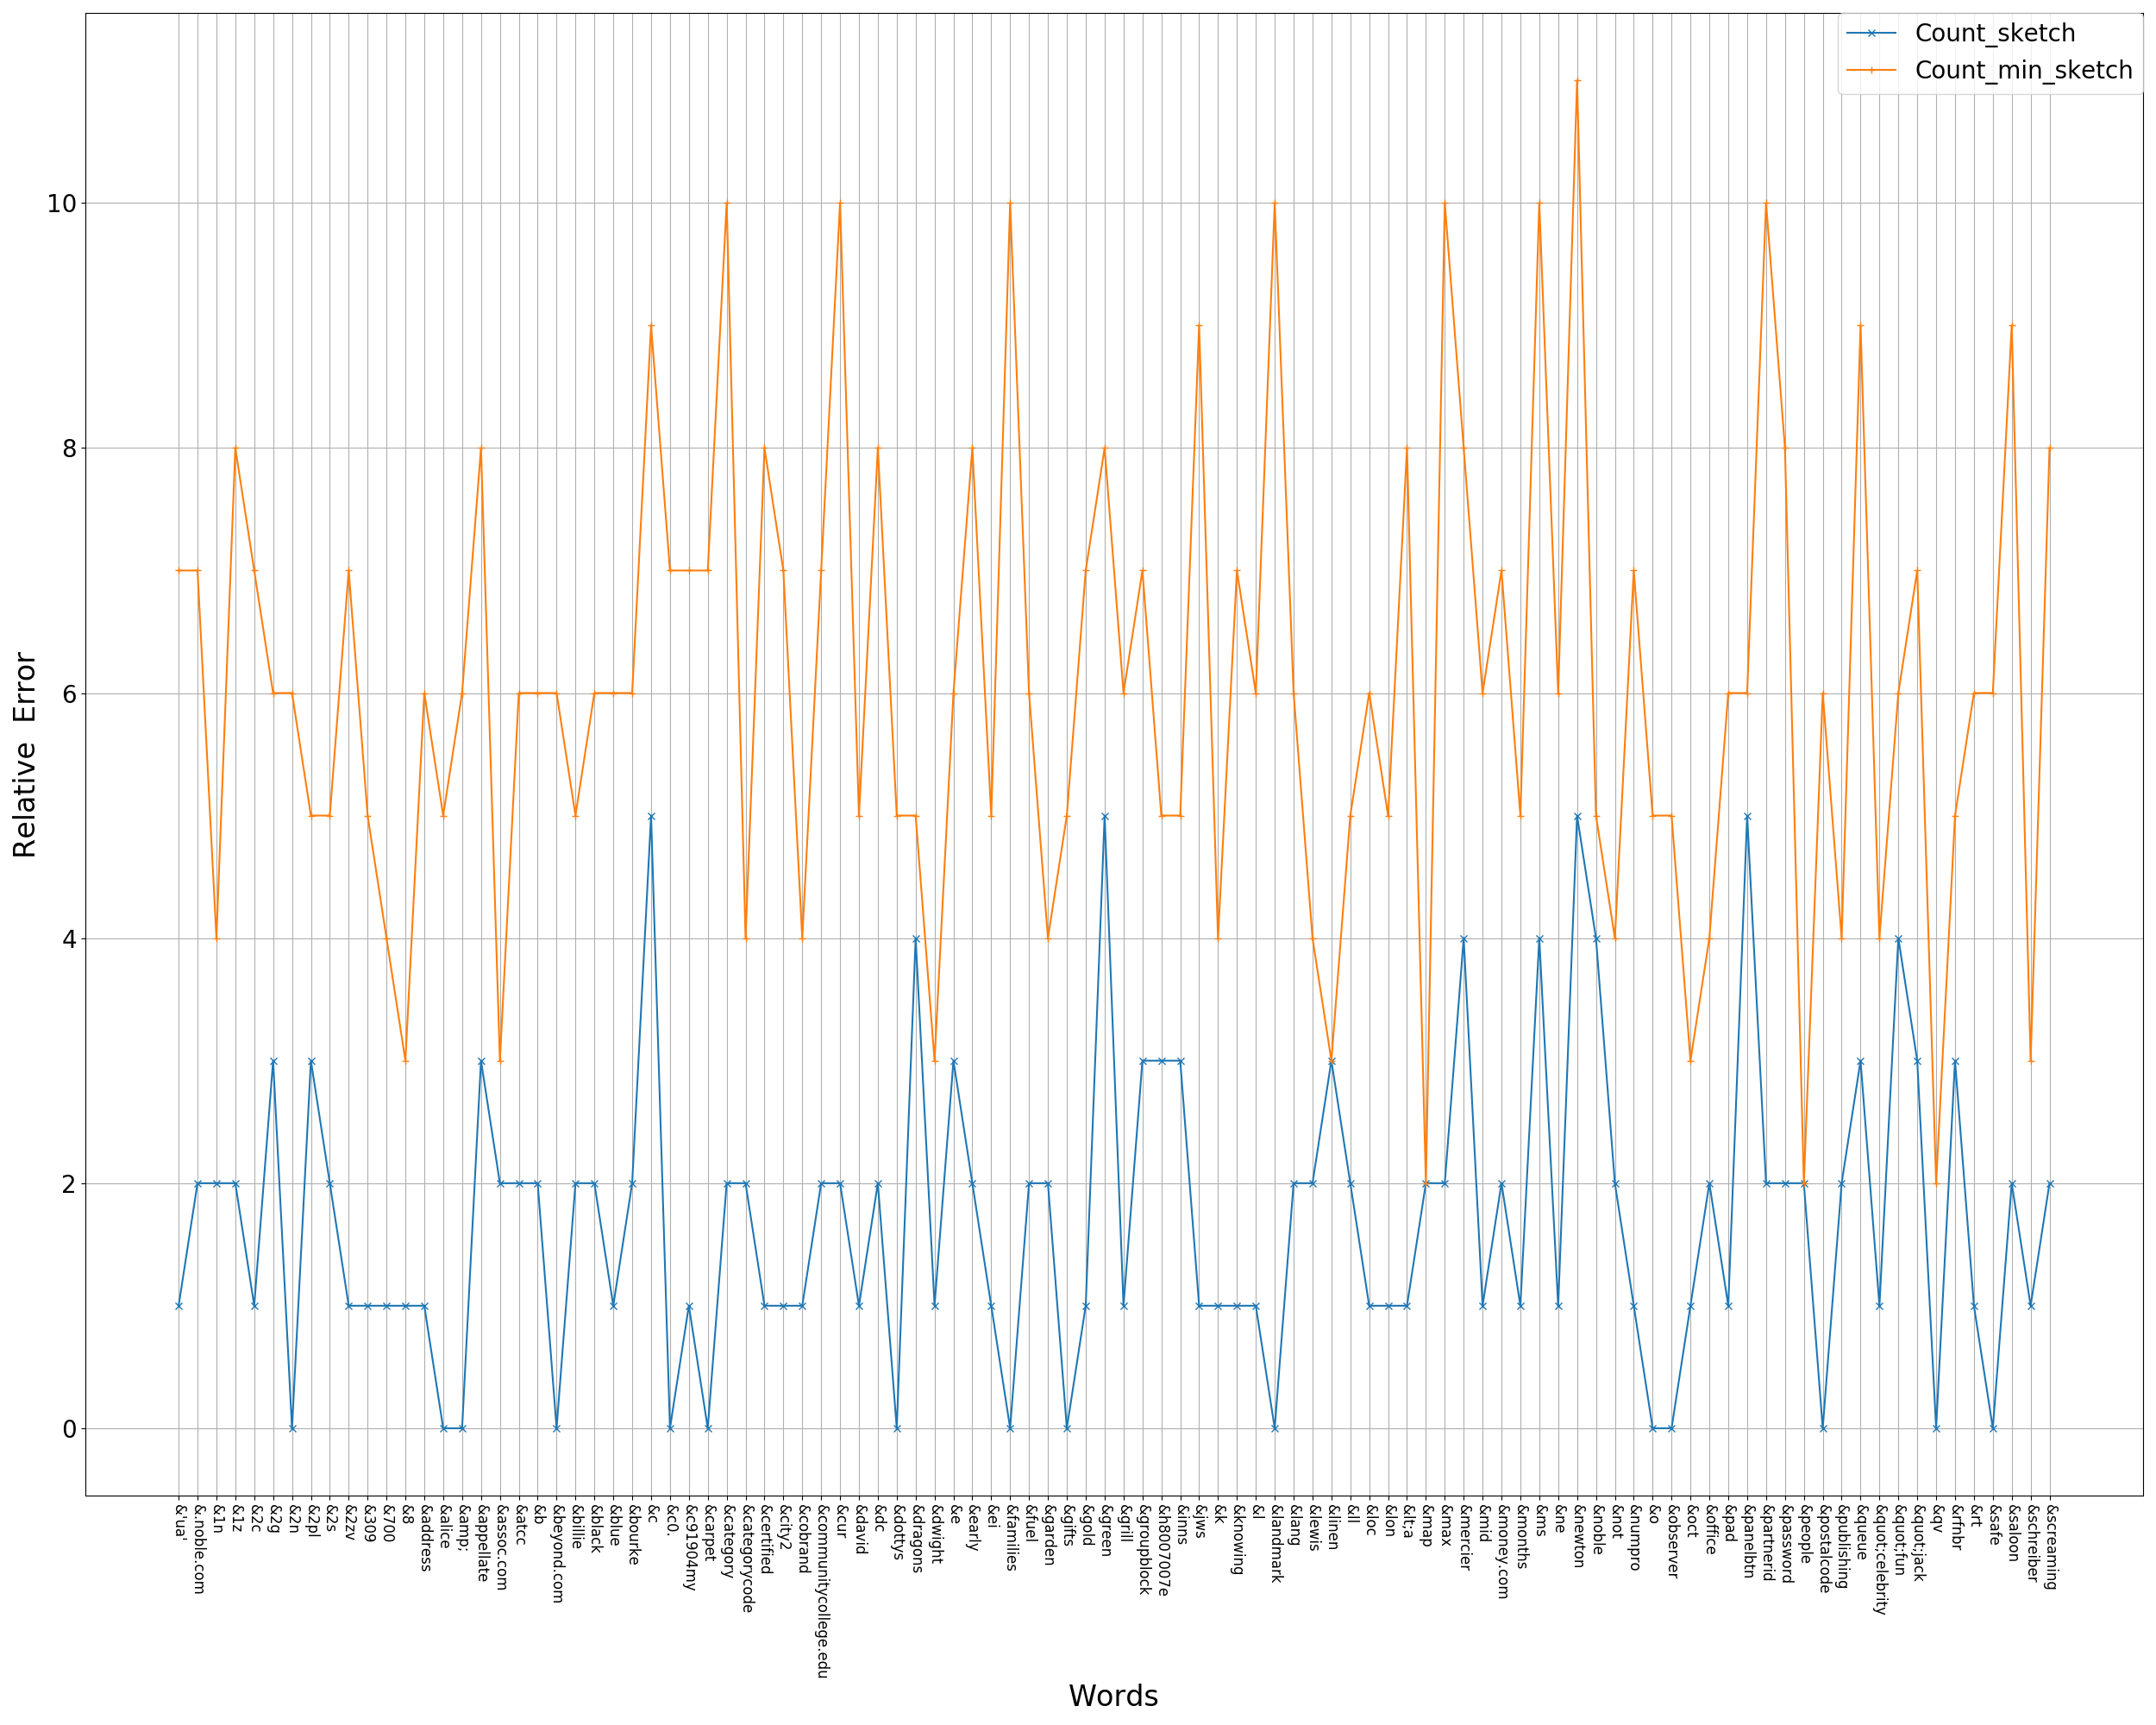 Count_sketch
Count_min_sketch
10
8
6
4
2
0
Relative Error
&'ua'
&.noble.com
&1n
&1z
&2c
&2g
&2n
&2pl
&2s
&2zv
&309
&700
&8
&address
&alice
&amp;
&appellate
&assoc.com
&atcc
&b
&beyond.com
&billie
&black
&blue
&bourke
&c
&c0.
&c91904my
&carpet
&category
&categorycode
&certified
&city2
&cobrand
&communitycollege.edu
&cur
&david
&dc
&dottys
&dragons
&dwight
&e
&early
&ei
&families
&fuel
&garden
&gifts
&gold
&green
&grill
&groupblock
&h8007007e
&inns
&jws
&k
&knowing
&l
&landmark
&lang
&lewis
&linen
&ll
&loc
&lon
&lt;a
&map
&max
&mercier
&mid
&money.com
&months
&ms
&ne
&newton
&noble
&not
&numpro
&o
&observer
&oct
&office
&pad
&panelbtn
&partnerid
&password
&people
&postalcode
&publishing
&queue
&quot;celebrity
&quot;fun
&quot;jack
&qv
&rfnbr
&rt
&safe
&saloon
&schreiber
&screaming
Words